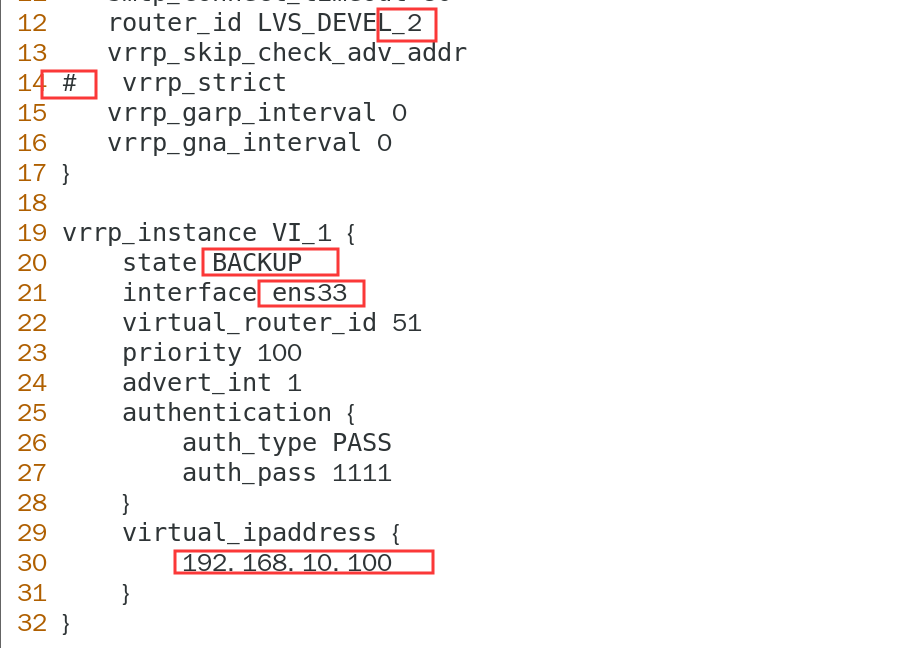 12    router_id LVS_DEVEL_2
13    vrrp_skip_check_adv_addr
14 #   vrrp_strict
15    vrrp_garp_interval 0
16    vrrp_gna_interval 0
17 }
18
19 vrrp_instance VI_1 {
20     state BACKUP
21     interface ens33
22     virtual_router_id 51
23     priority 100
24     advert_int 1
25     authentication {
26         auth_type PASS
27         auth_pass 1111
28     }
29     virtual_ipaddress {
30         192.168.10.100
31     }
32 }